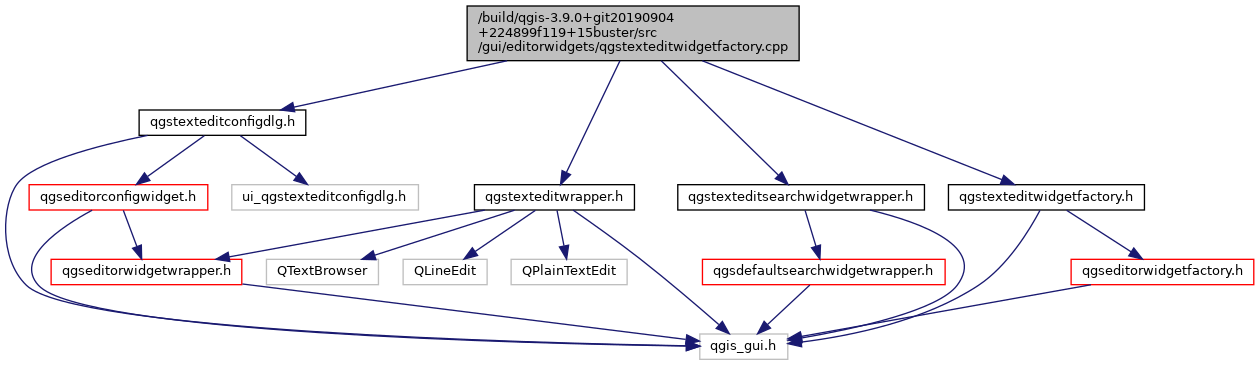 /build/qgis-3.9.0+git20190904
+224899f119+15buster/src
/gui/editorwidgets/qgstexteditwidgetfactory.cpp
qgstexteditconfigdlg.h
qgseditorconfigwidget.h
ui_qgstexteditconfigdlg.h
qgstexteditwrapper.h
qgstexteditsearchwidgetwrapper.h
qgstexteditwidgetfactory.h
qgseditorwidgetwrapper.h
QTextBrowser
QLineEdit
QPlainTextEdit
qgsdefaultsearchwidgetwrapper.h
qgseditorwidgetfactory.h
qgis_gui.h